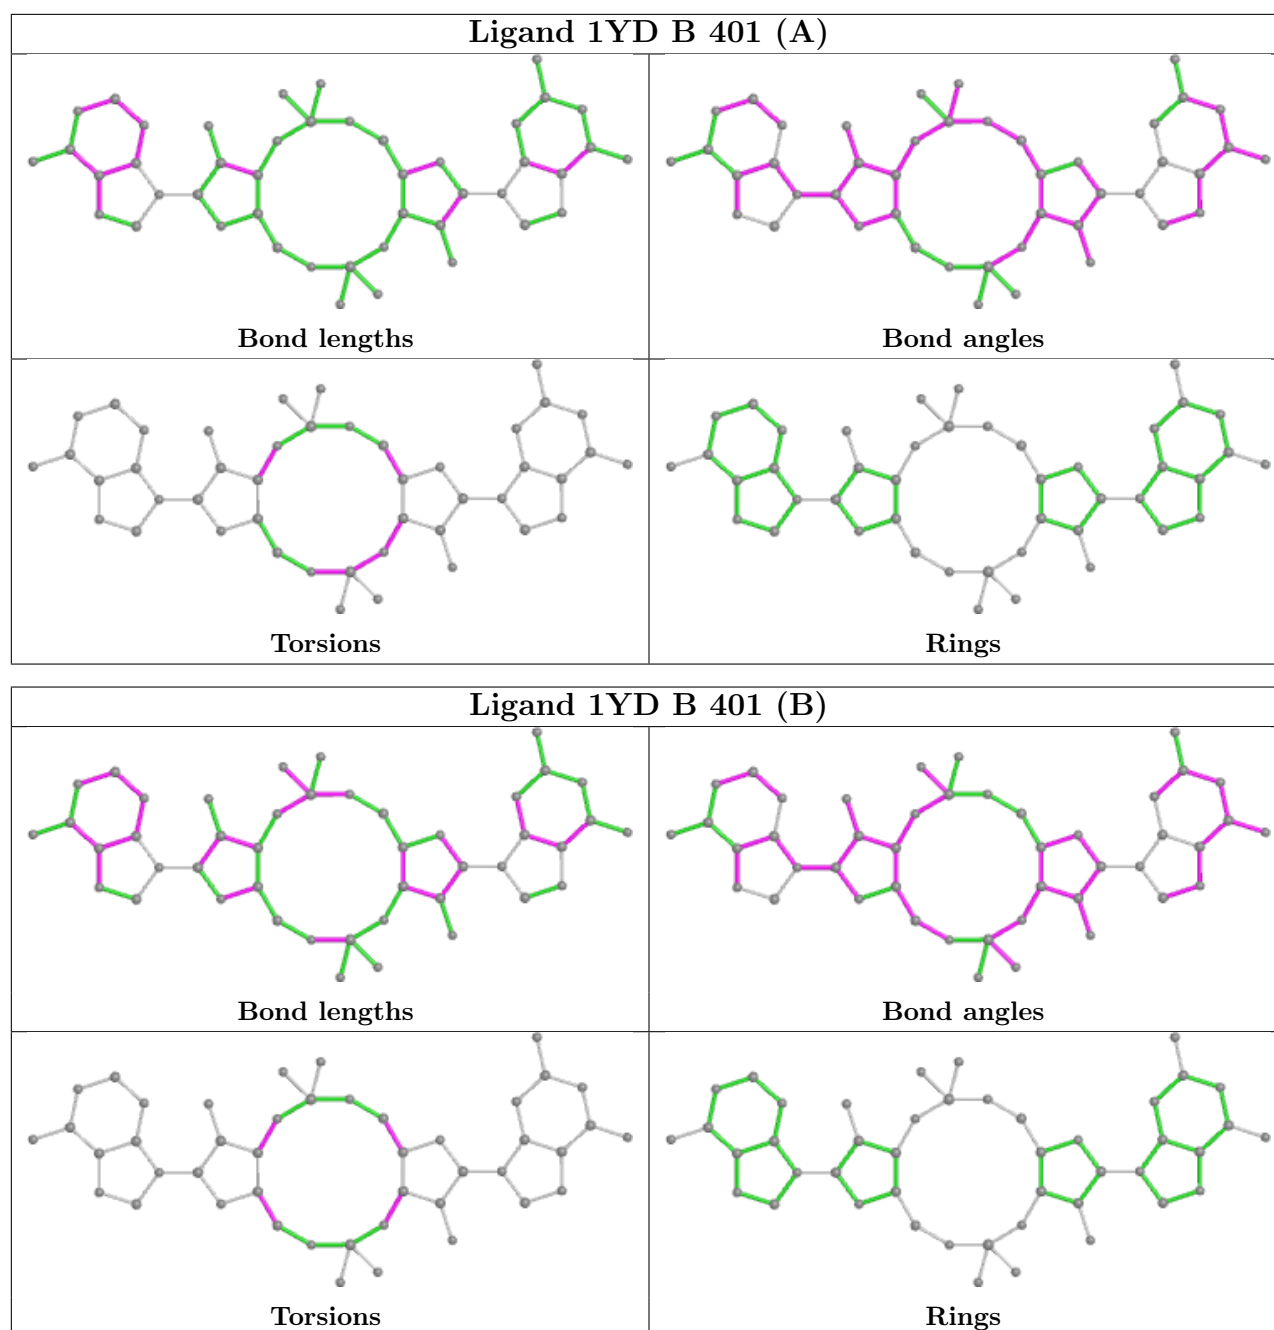 Ligand 1YD B 401 (A)
Bond lengths
Bond angles
Torsions
Rings
Ligand 1YD B 401 (B)
Bond lengths
Bond angles
Torsions
Rings